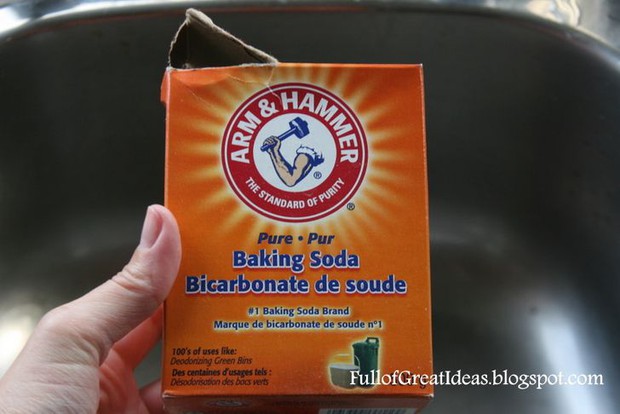 ARM & HAMMER
THE STANDARD OF PURITY
®
®
Pure • Pur
Baking Soda
Bicarbonate de soude
#1 Baking Soda Brand
Marque de bicarbonate de soude n°1
100's of uses like:
Deodorizing Green Bins
Des centaines d'usages tels :
Désodorisation des bacs verts
FullofGreatIdeas.blogspot.com